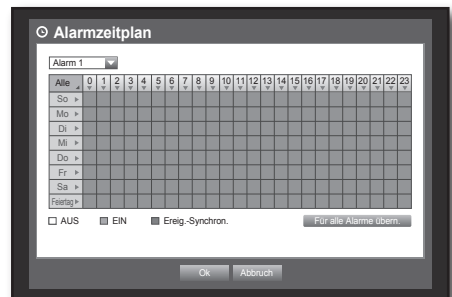 Alarmzeitplan
Alarm 1
Alle 0 1 2 3 4 5 6 7 8 9 10 11 12 13 14 15 16 17 18 19 20 21 22 23
So
Mo
Di
Mi
Do
Fr
Sa
Feiertag
AUS EIN Ereig.-Synchron. Für alle Alarme übern.
Ok Abbruch